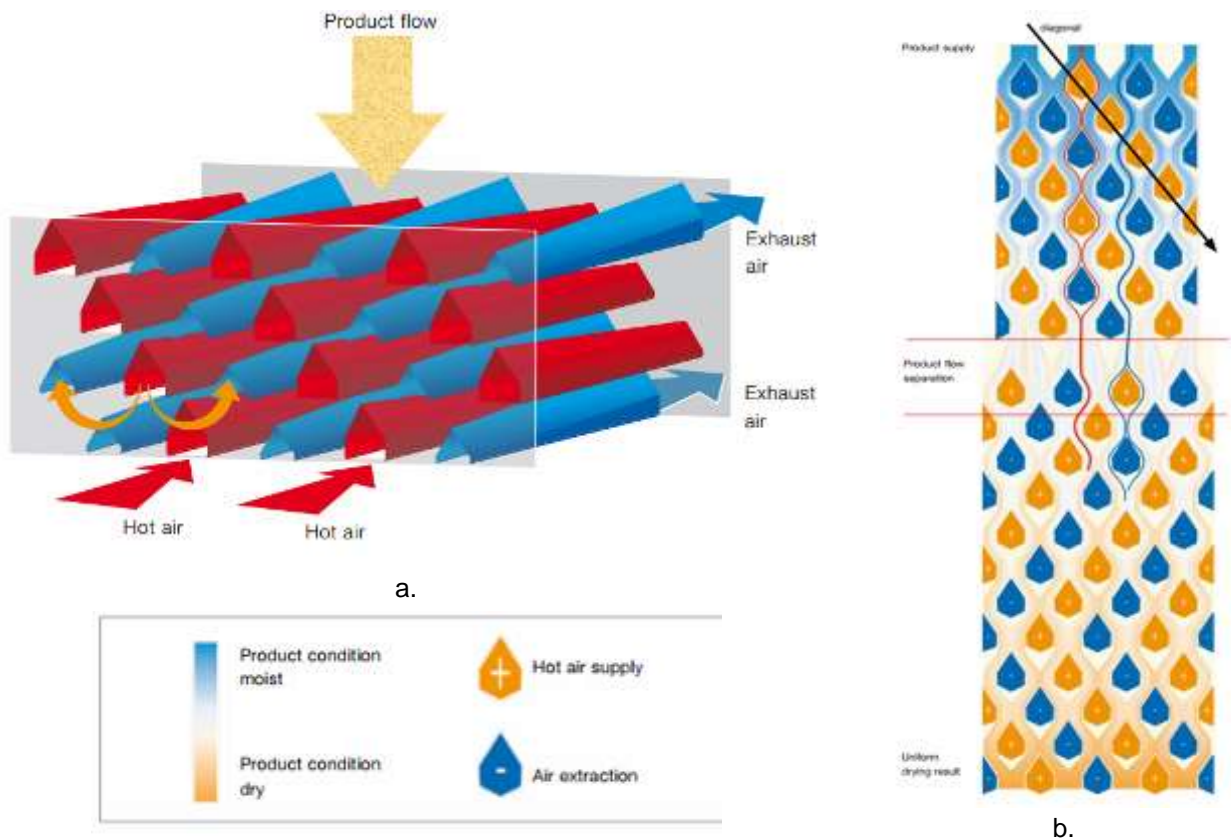 Product flow
Exhaust
air
Exhaust
air
Hot air
Hot air
a.
Product condition
moist
Product condition
dry
+
Hot air supply
-
Air extraction
diagonal
Product supply
Product flow
separation
Uniform
drying result
b.